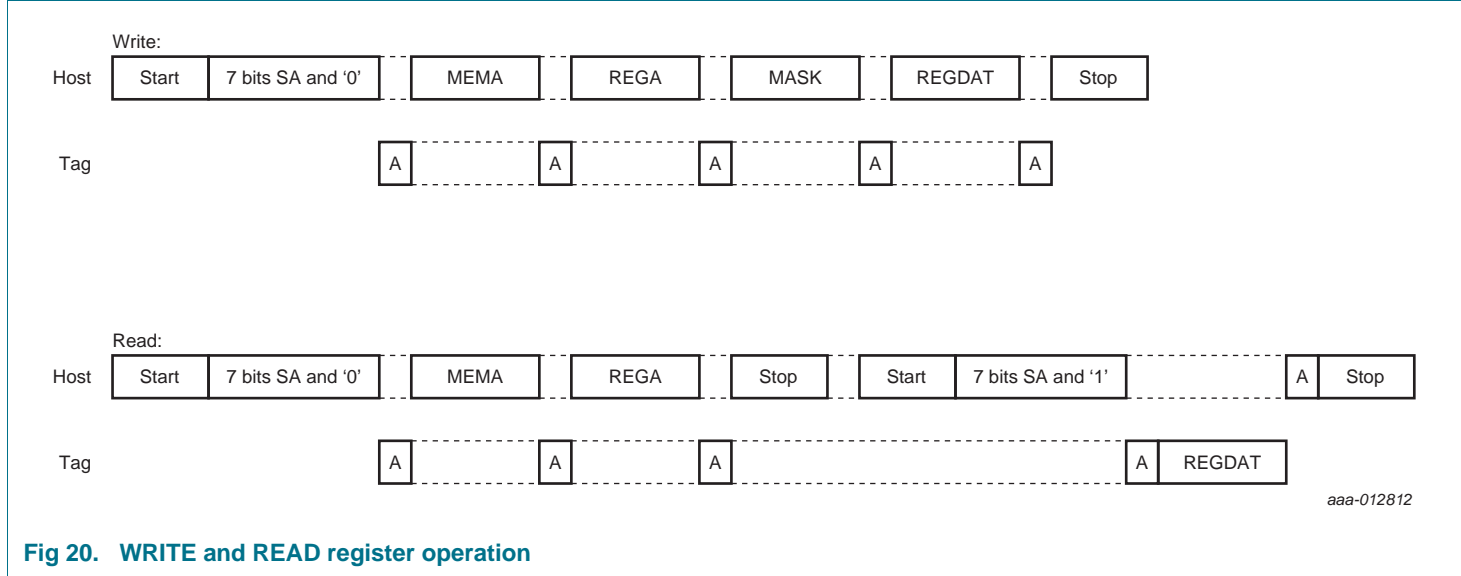 Write:
Host Start 7 bits SA and ‘0’ MEMA REGA MASK REGDAT Stop
Tag A A A A A
Read:
Host Start 7 bits SA and ‘0’ MEMA REGA Stop Start 7 bits SA and ‘1’ A Stop
Tag A A A A REGDAT
aaa-012812
Fig 20. WRITE and READ register operation